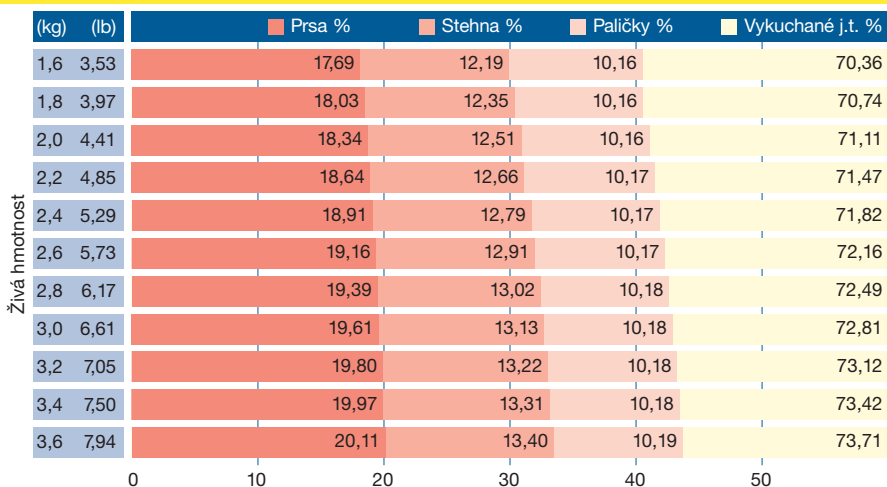 (kg) (lb) Prsa % Stehna % Paličky % Vykuchané j.t. %
Živá hmotnost
1,6 3,53 17,69 12,19 10,16 70,36
1,8 3,97 18,03 12,35 10,16 70,74
2,0 4,41 18,34 12,51 10,16 71,11
2,2 4,85 18,64 12,66 10,17 71,47
2,4 5,29 18,91 12,79 10,17 71,82
2,6 5,73 19,16 12,91 10,17 72,16
2,8 6,17 19,39 13,02 10,18 72,49
3,0 6,61 19,61 13,13 10,18 72,81
3,2 7,05 19,80 13,22 10,18 73,12
3,4 7,50 19,97 13,31 10,18 73,42
3,6 7,94 20,11 13,40 10,19 73,71
0 10 20 30 40 50